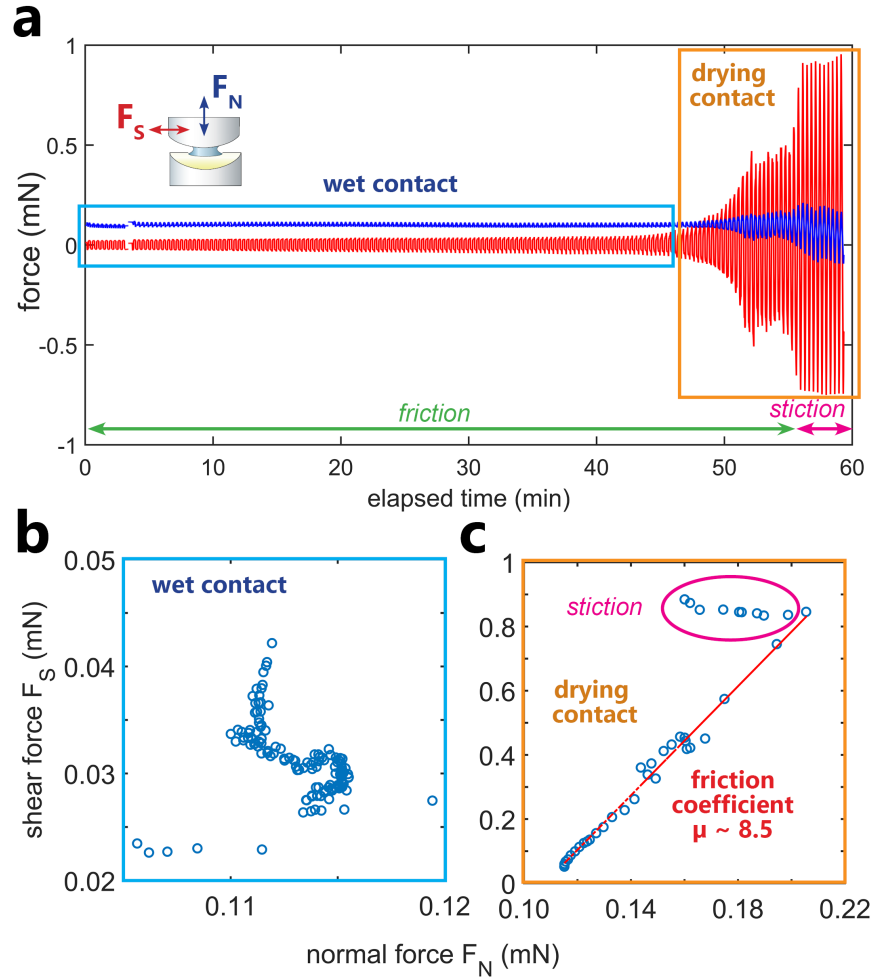 a
1
0.5
0
-0.5
-1
force (mN)
F_N
F_S
wet contact
drying
contact
friction
stiction
0 10 20 30 40 50 60
elapsed time (min)
b
0.05
0.04
0.03
0.02
shear force F_S (mN)
wet contact
0.11 0.12
c
1
0.8
0.6
0.4
0.2
0
stiction
drying
contact
friction
coefficient
μ ~ 8.5
0.10 0.14 0.18 0.22
normal force F_N (mN)